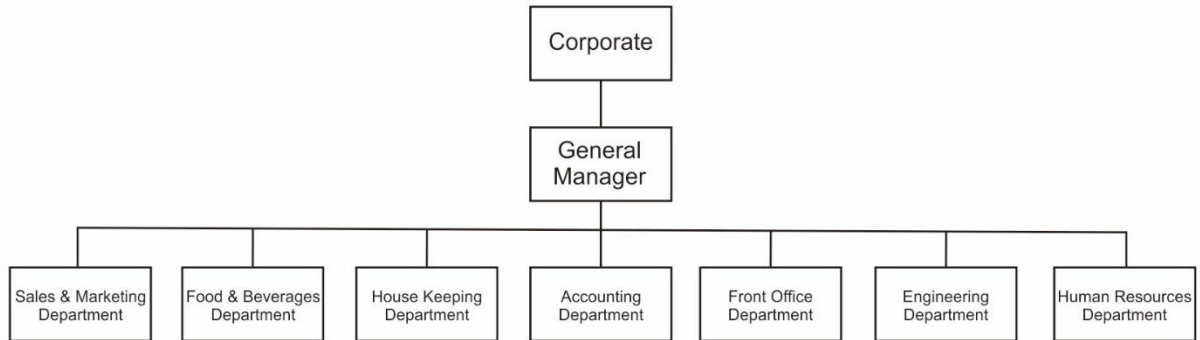 Corporate
General
Manager
Sales & Marketing
Department
Food & Beverages
Department
House Keeping
Department
Accounting
Department
Front Office
Department
Engineering
Department
Human Resources
Department